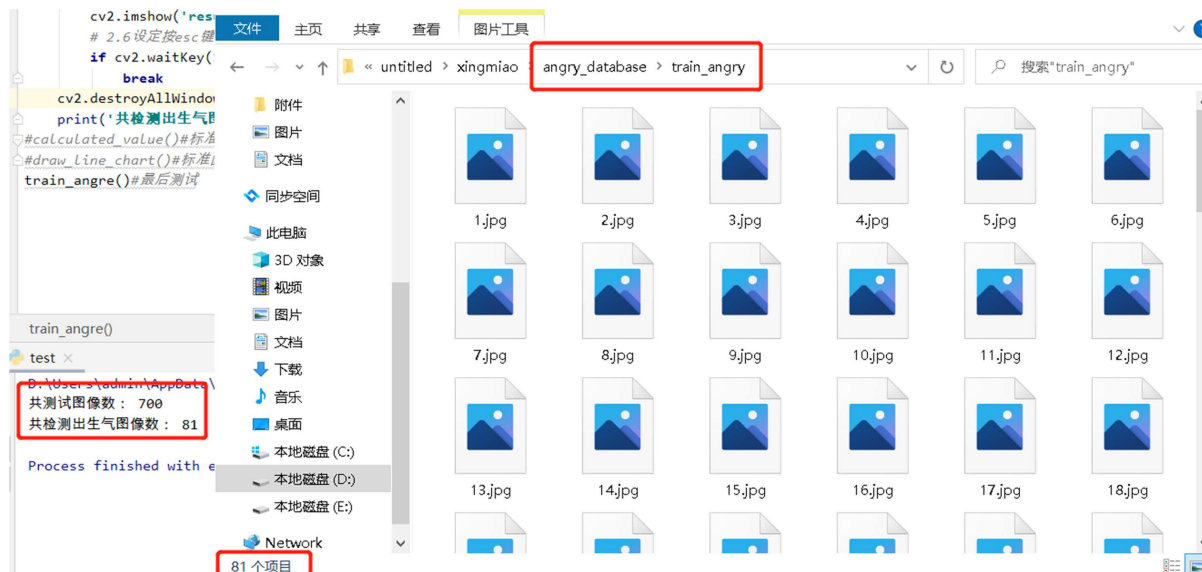 cv2.imshow('res
# 2.6设定按esc键
if cv2.waitKey(
break
cv2.destroyAllWindow
print('共检测出生气图
#calculated_value()#标准
#draw_line_chart()#标准
train_angre()#最后测试
train_angre()
test
D:\Users\admin\AppData\
共测试图像数： 700
共检测出生气图像数： 81
Process finished with e
文件 主页 共享 查看 图片工具
« untitled › xingmiao › angry_database › train_angry
搜索"train_angry"
附件
图片
文档
同步空间
此电脑
3D 对象
视频
图片
文档
下载
音乐
桌面
本地磁盘 (C:)
本地磁盘 (D:)
本地磁盘 (E:)
Network
81 个项目
1.jpg 2.jpg 3.jpg 4.jpg 5.jpg 6.jpg
7.jpg 8.jpg 9.jpg 10.jpg 11.jpg 12.jpg
13.jpg 14.jpg 15.jpg 16.jpg 17.jpg 18.jpg